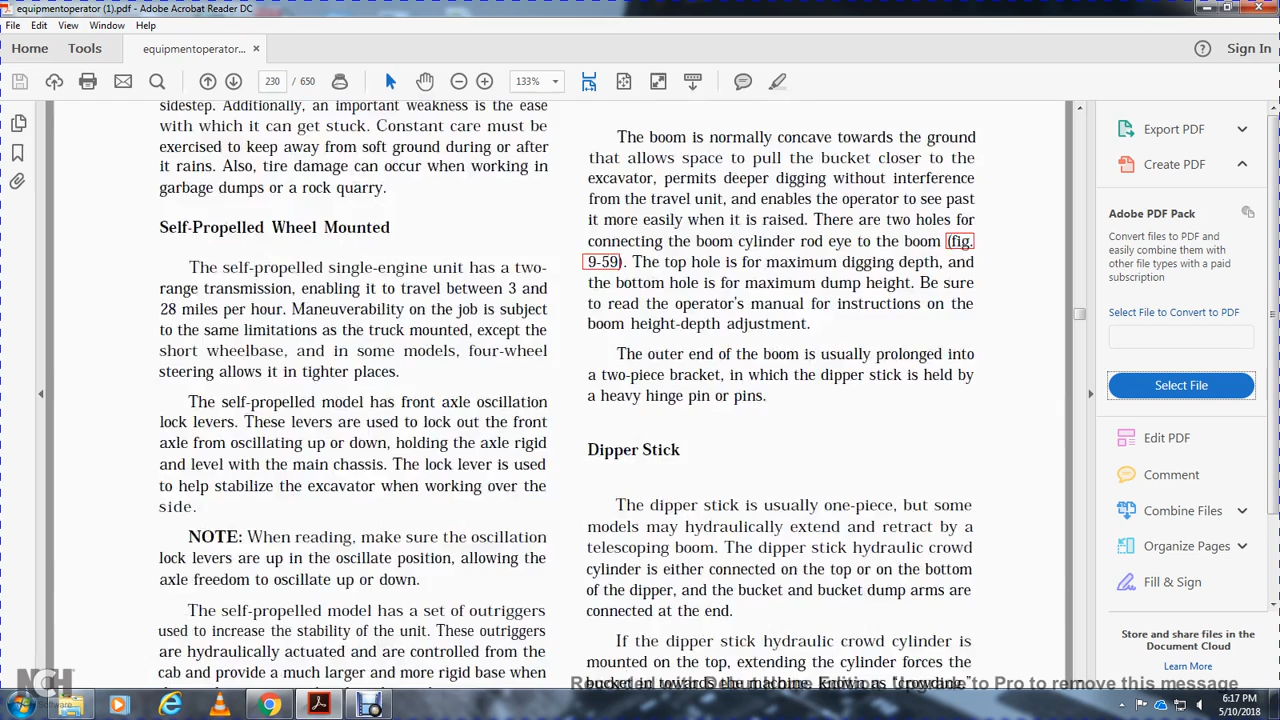 equipmentoperator (1).pdf - Adobe Acrobat Reader DC
File Edit View Window Help
Home Tools equipmentoperator... × Sign In
230 / 650 133%
sidestep. Additionally, an important weakness is the ease
with which it can get stuck. Constant care must be
exercised to keep away from soft ground during or after
it rains. Also, tire damage can occur when working in
garbage dumps or a rock quarry.
Self-Propelled Wheel Mounted
The self-propelled single-engine unit has a two-
range transmission, enabling it to travel between 3 and
28 miles per hour. Maneuverability on the job is subject
to the same limitations as the truck mounted, except the
short wheelbase, and in some models, four-wheel
steering allows it in tighter places.
The self-propelled model has front axle oscillation
lock levers. These levers are used to lock out the front
axle from oscillating up or down, holding the axle rigid
and level with the main chassis. The lock lever is used
to help stabilize the excavator when working over the
side.
NOTE: When reading, make sure the oscillation
lock levers are up in the oscillate position, allowing the
axle freedom to oscillate up or down.
The self-propelled model has a set of outriggers
used to increase the stability of the unit. These outriggers
are hydraulically actuated and are controlled from the
cab and provide a much larger and more rigid base when
The boom is normally concave towards the ground
that allows space to pull the bucket closer to the
excavator, permits deeper digging without interference
from the travel unit, and enables the operator to see past
it more easily when it is raised. There are two holes for
connecting the boom cylinder rod eye to the boom (fig.
9-59). The top hole is for maximum digging depth, and
the bottom hole is for maximum dump height. Be sure
to read the operator's manual for instructions on the
boom height-depth adjustment.
The outer end of the boom is usually prolonged into
a two-piece bracket, in which the dipper stick is held by
a heavy hinge pin or pins.
Dipper Stick
The dipper stick is usually one-piece, but some
models may hydraulically extend and retract by a
telescoping boom. The dipper stick hydraulic crowd
cylinder is either connected on the top or on the bottom
of the dipper, and the bucket and bucket dump arms are
connected at the end.
If the dipper stick hydraulic crowd cylinder is
mounted on the top, extending the cylinder forces the
bucket in towards the machine, known as "crowding."
Export PDF
Create PDF
Adobe PDF Pack
Convert files to PDF and
easily combine them with
other file types with a paid
subscription
Select File to Convert to PDF
Select File
Edit PDF
Comment
Combine Files
Organize Pages
Fill & Sign
Store and share files in the
Document Cloud
Learn More
NCH
Software
to Pro to remove this message
6:17 PM
5/10/2018